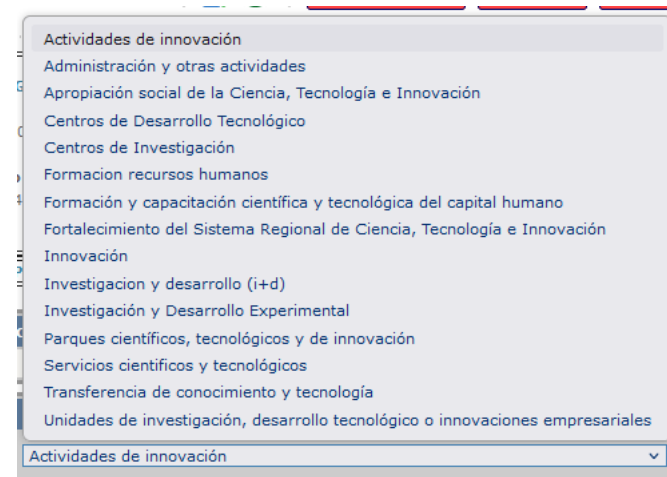 Actividades de innovación
Administración y otras actividades
Apropiación social de la Ciencia, Tecnología e Innovación
Centros de Desarrollo Tecnológico
Centros de Investigación
Formacion recursos humanos
Formación y capacitación científica y tecnológica del capital humano
Fortalecimiento del Sistema Regional de Ciencia, Tecnología e Innovación
Innovación
Investigacion y desarrollo (i+d)
Investigación y Desarrollo Experimental
Parques científicos, tecnológicos y de innovación
Servicios cientificos y tecnológicos
Transferencia de conocimiento y tecnología
Unidades de investigación, desarrollo tecnológico o innovaciones empresariales
Actividades de innovación